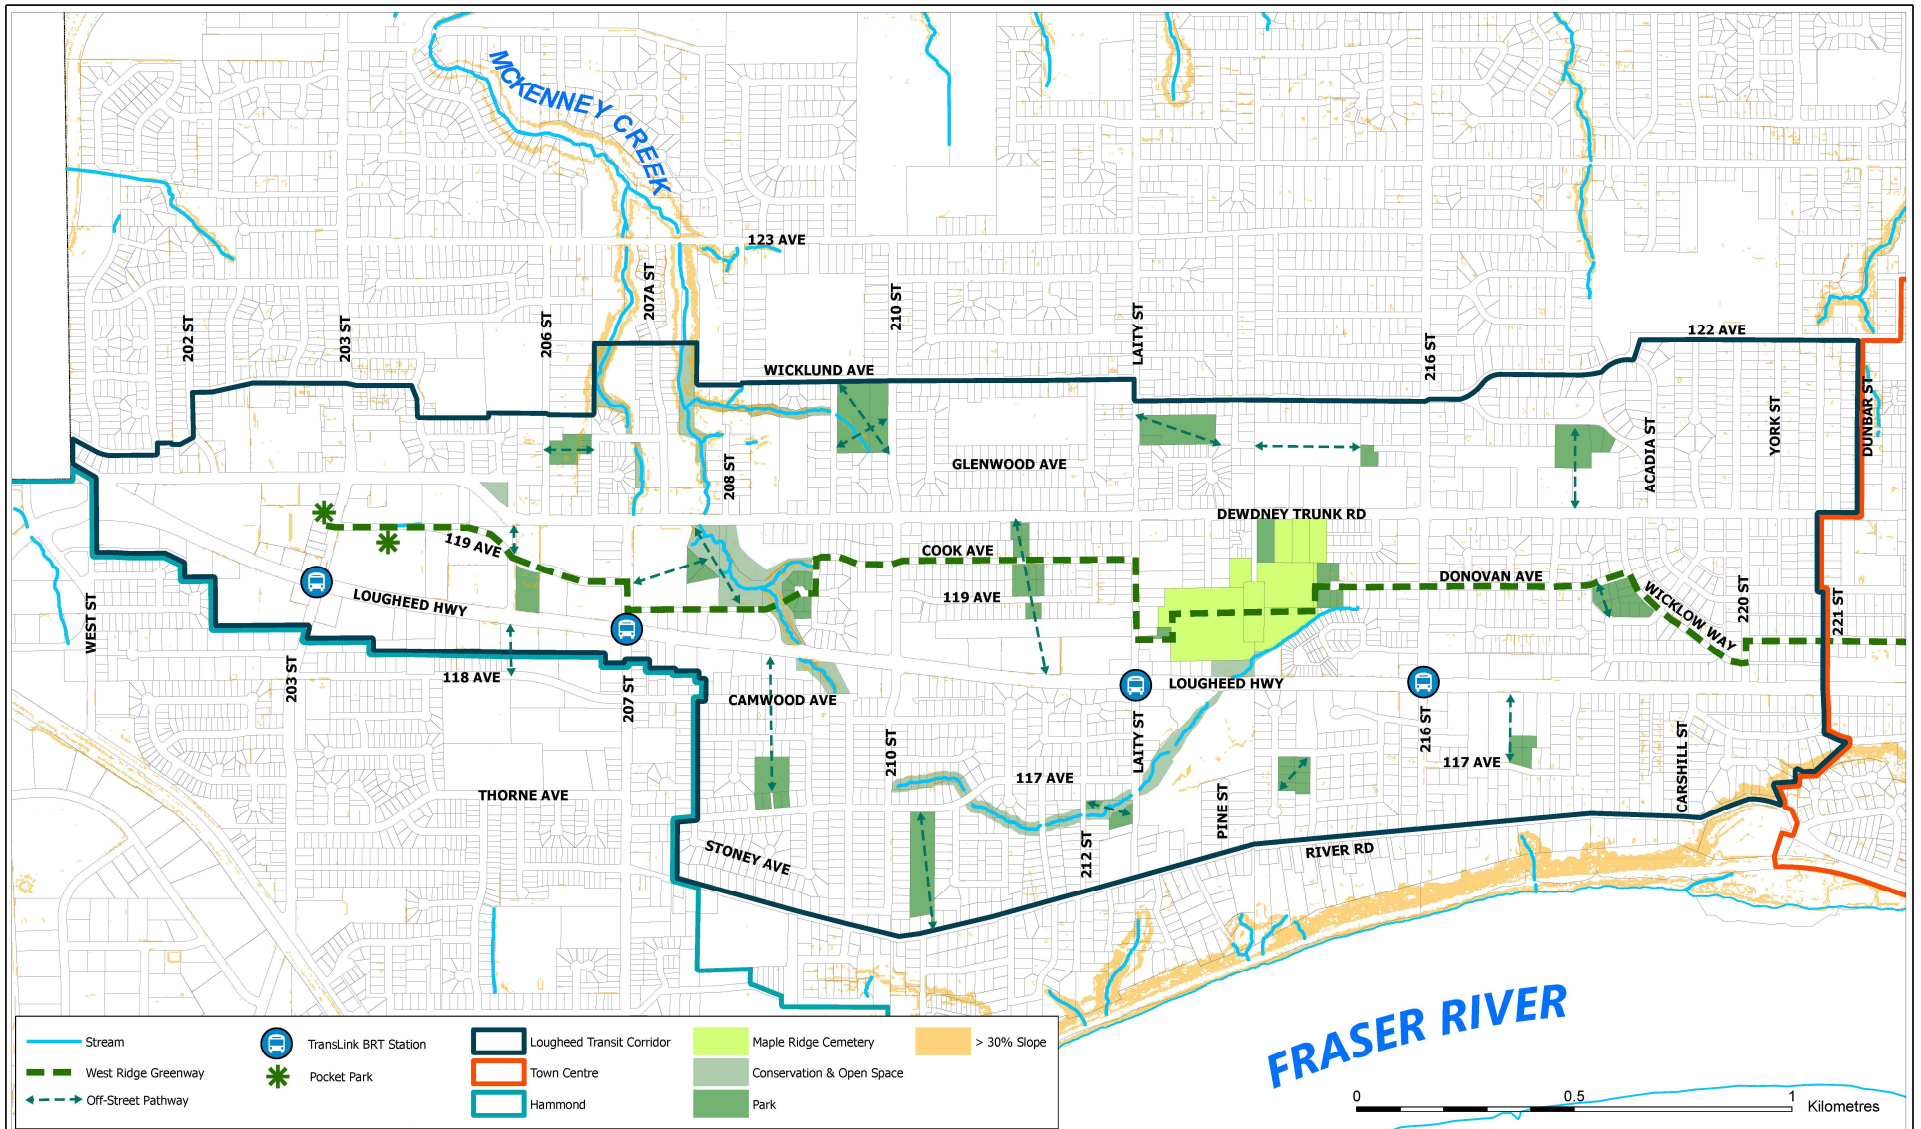 MCKENNEY CREEK
123 AVE
207A ST
210 ST
LAITY ST
202 ST
203 ST
206 ST
216 ST
122 AVE
WICKLUND AVE
DUNBAR ST
YORK ST
ACADIA ST
GLENWOOD AVE
208 ST
DEWDNEY TRUNK RD
119 AVE
COOK AVE
DONOVAN AVE
119 AVE
LOUGHEED HWY
WICKLOW WAY
220 ST
221 ST
WEST ST
203 ST
118 AVE
207 ST
CAMWOOD AVE
LOUGHEED HWY
210 ST
LAITY ST
216 ST
CARSHILL ST
117 AVE
117 AVE
THORNE AVE
PINE ST
212 ST
STONEY AVE
RIVER RD
FRASER RIVER
Stream
West Ridge Greenway
Off-Street Pathway
TransLink BRT Station
Pocket Park
Lougheed Transit Corridor
Town Centre
Hammond
Maple Ridge Cemetery
Conservation & Open Space
Park
> 30% Slope
0 0.5 1
Kilometres